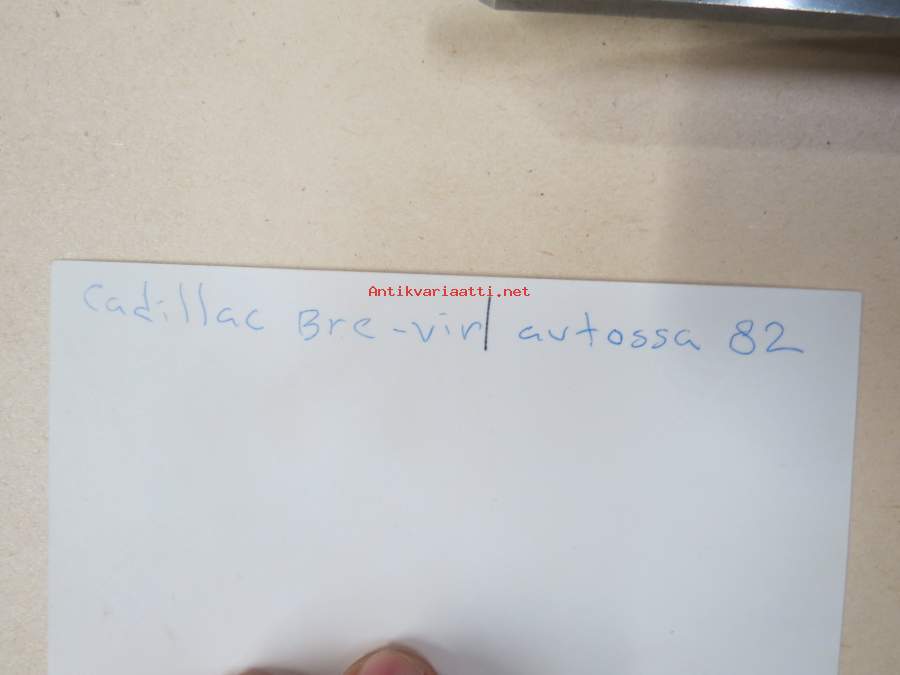 Antikvariaatti.net
Cadillac Bre-vir| autossa 82